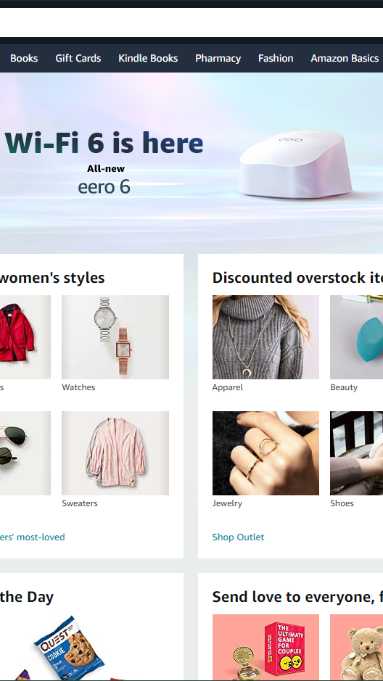 Books Gift Cards Kindle Books Pharmacy Fashion Amazon Basics
Wi-Fi 6 is here
All-new
eero 6
women's styles
Discounted overstock ite
s
Watches
Apparel
Beauty
Sweaters
Jewelry
Shoes
ers' most-loved
Shop Outlet
the Day
Send love to everyone, f
QUEST
COOKIE
THE
ULTIMATE
GAME FOR
COUPLES